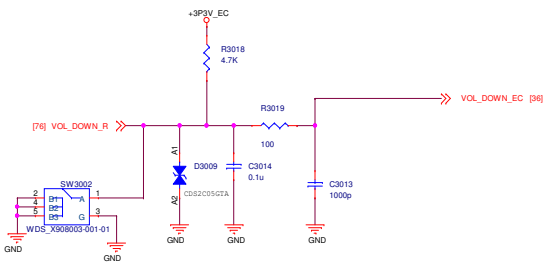 +3P3V_EC
R3018
4.7K
R3019
VOL_DOWN_EC [36]
[76] VOL_DOWN_R
100
A1
D3009
C3014
0.1u
CDS2C05GTA
A2
C3013
1000p
SW3002
2 B1 A 1
4 B2
5 B3 G 3
WDS_X908003-001-01
GND
GND
GND
GND
GND